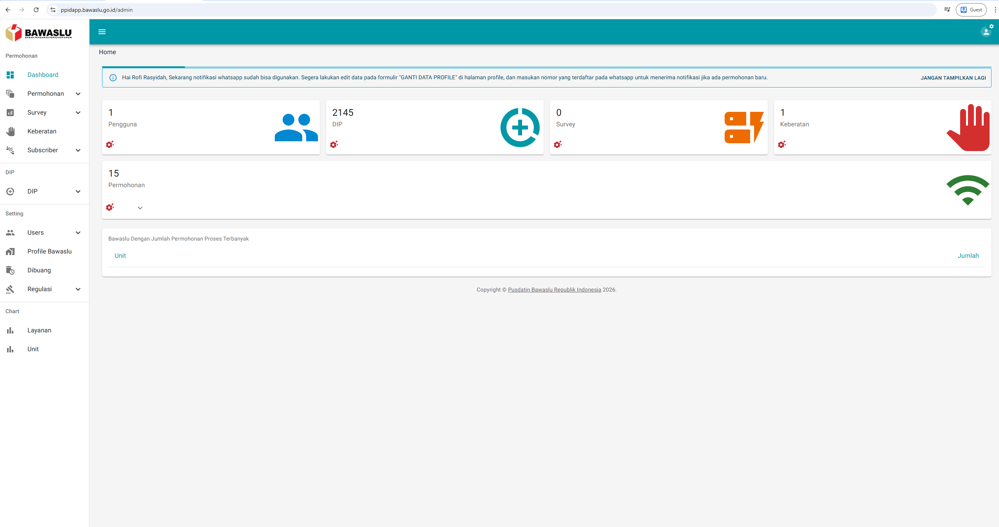 ppidapp.bawaslu.go.id/admin
Guest
BAWASLU
BADAN PENGAWAS PEMILIHAN UMUM
Permohonan
Dashboard
Permohonan
Survey
Keberatan
Subscriber
DIP
DIP
Setting
Users
Profile Bawaslu
Dibuang
Regulasi
Chart
Layanan
Unit
Home
Hai Rofi Rasyidah, Sekarang notifikasi whatsapp sudah bisa digunakan. Segera lakukan edit data pada formulir "GANTI DATA PROFILE" di halaman profile, dan masukan nomor yang terdaftar pada whatsapp untuk menerima notifikasi jika ada permohonan baru.
JANGAN TAMPILKAN LAGI
1
Pengguna
2145
DIP
0
Survey
1
Keberatan
15
Permohonan
Bawaslu Dengan Jumlah Permohonan Proses Terbanyak
Unit Jumlah
Copyright © Pusdatin Bawaslu Republik Indonesia 2026.